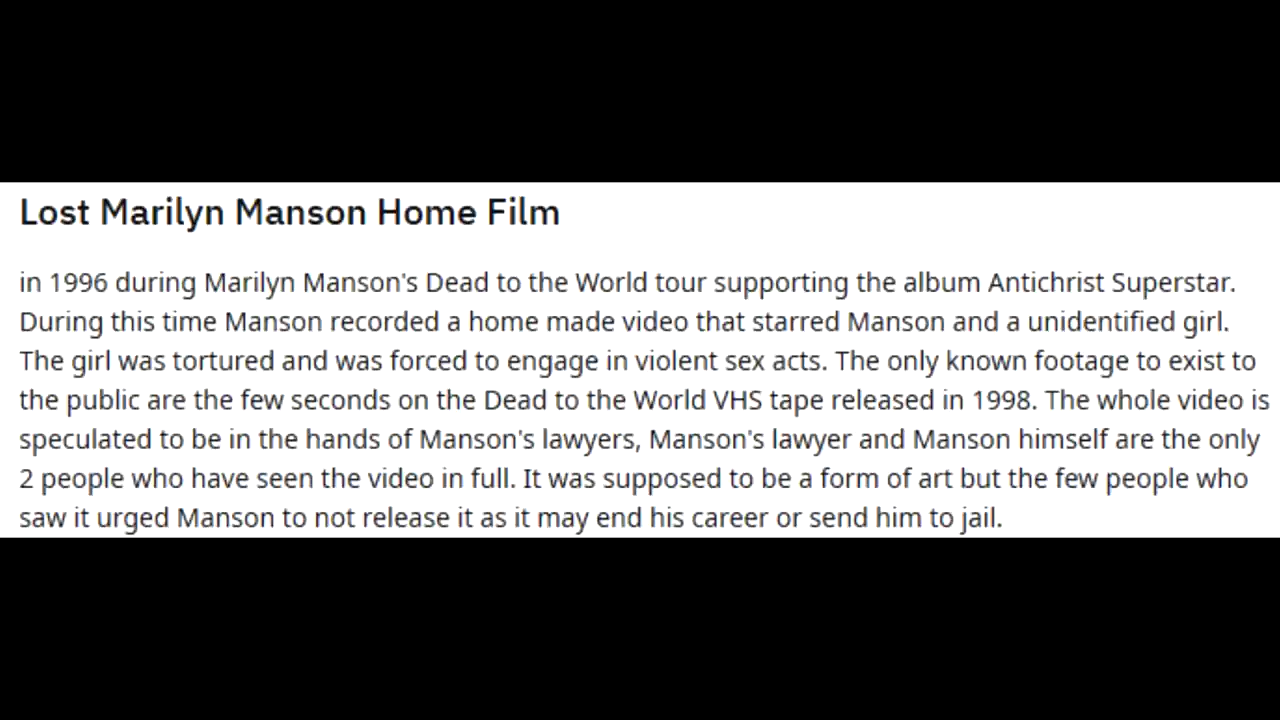 Lost Marilyn Manson Home Film
in 1996 during Marilyn Manson's Dead to the World tour supporting the album Antichrist Superstar.
During this time Manson recorded a home made video that starred Manson and a unidentified girl.
The girl was tortured and was forced to engage in violent sex acts. The only known footage to exist to
the public are the few seconds on the Dead to the World VHS tape released in 1998. The whole video is
speculated to be in the hands of Manson's lawyers, Manson's lawyer and Manson himself are the only
2 people who have seen the video in full. It was supposed to be a form of art but the few people who
saw it urged Manson to not release it as it may end his career or send him to jail.